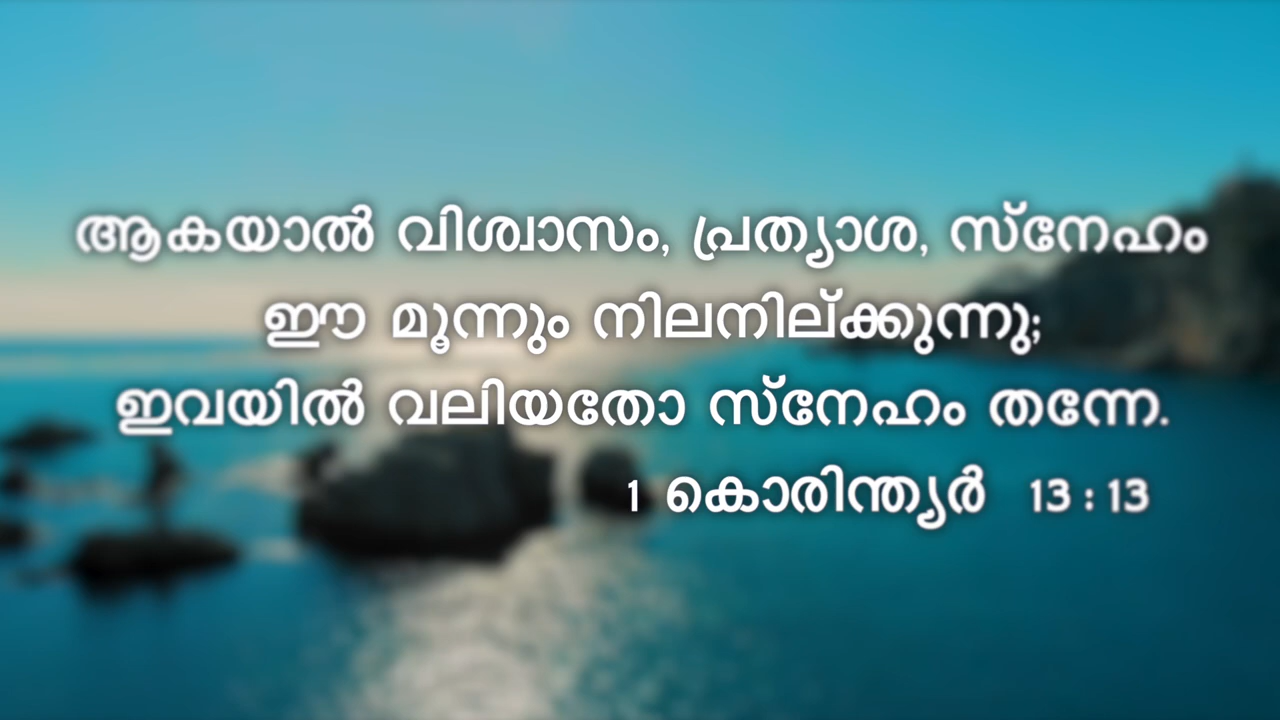 ആകയാൽ വിശ്വാസം, പ്രത്യാശ, സ്നേഹം
ഈ മൂന്നും നിലനില്ക്കുന്നു;
ഇവയിൽ വലിയതോ സ്നേഹം തന്നേ.
1 കൊരിന്ത്യർ 13 : 13